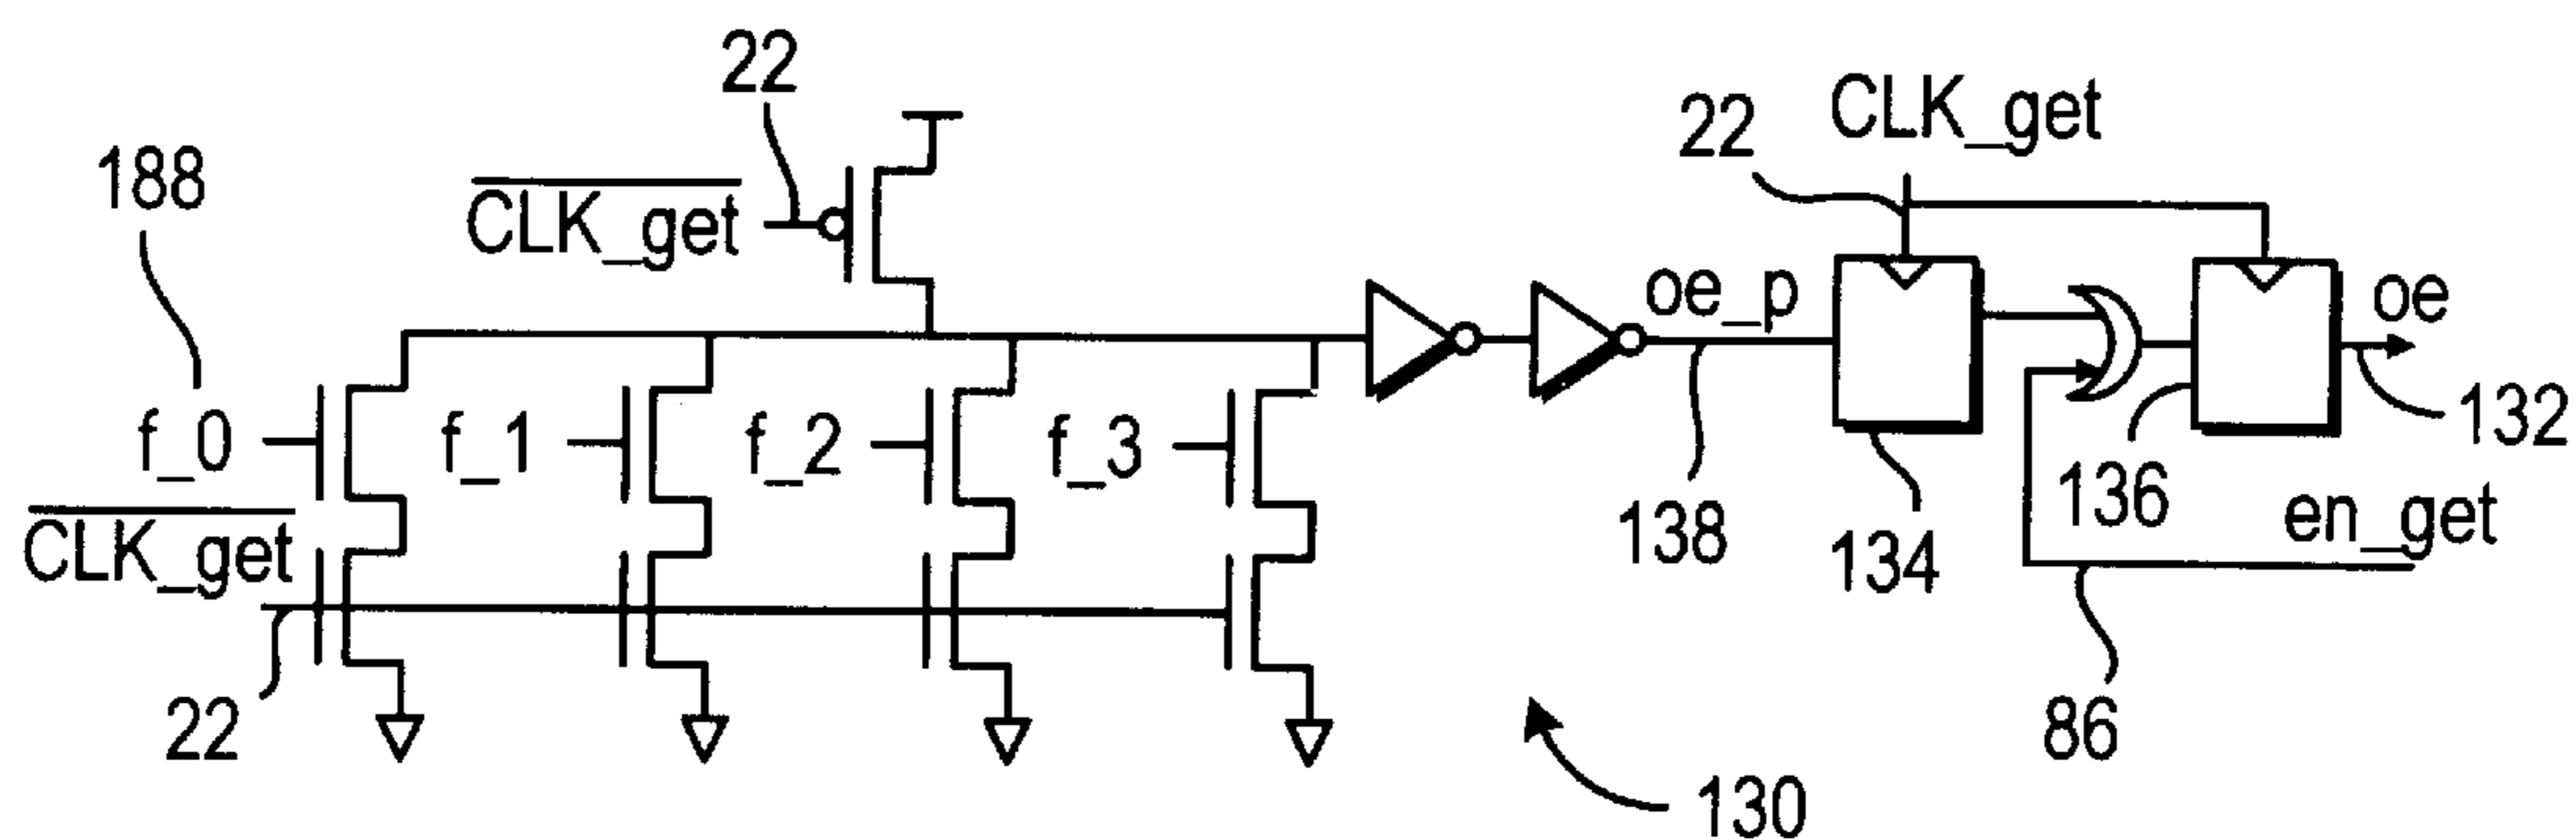 22
CLK_get
22
188
CLK_get
oe_p
oe
f_0
f_1
f_2
f_3
132
CLK_get
138
134
136
en_get
22
86
130